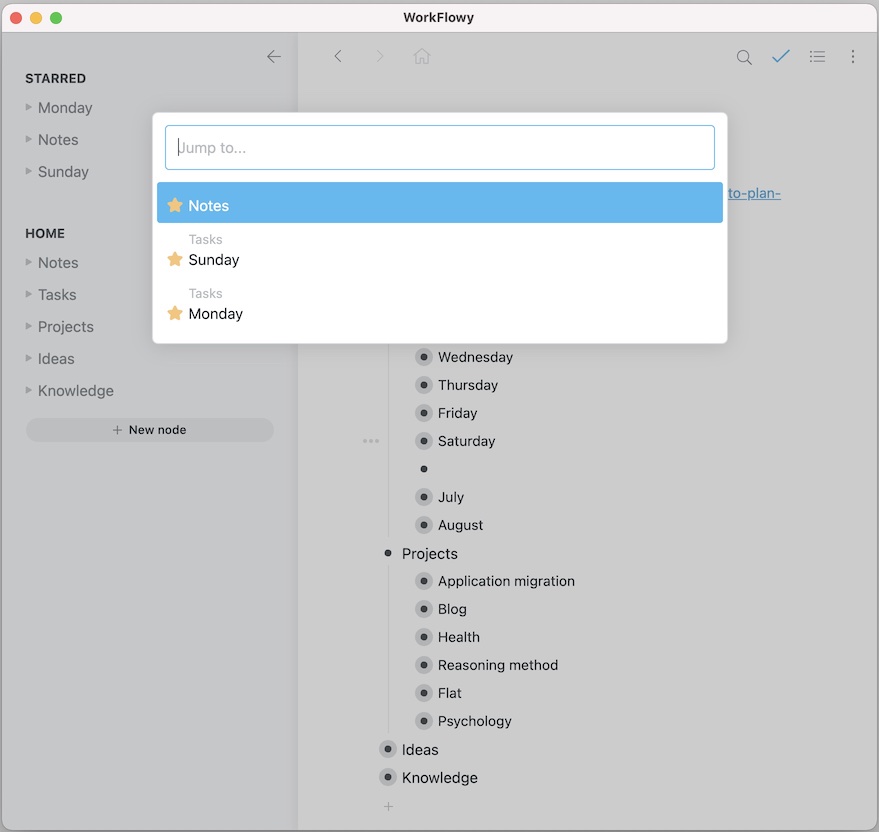 WorkFlowy
STARRED
Monday
Notes
Sunday
HOME
Notes
Tasks
Projects
Ideas
Knowledge
+ New node
Jump to...
Notes
Tasks
Sunday
Tasks
Monday
to-plan-
Wednesday
Thursday
Friday
Saturday
July
August
Projects
Application migration
Blog
Health
Reasoning method
Flat
Psychology
Ideas
Knowledge